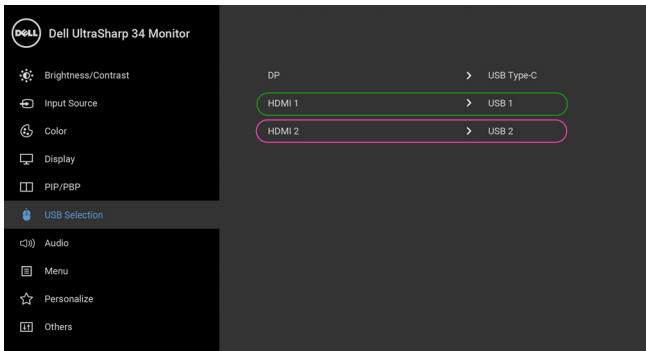 DELL Dell UltraSharp 34 Monitor
Brightness/Contrast
Input Source
Color
Display
PIP/PBP
USB Selection
Audio
Menu
Personalize
Others
DP > USB Type-C
HDMI 1 > USB 1
HDMI 2 > USB 2